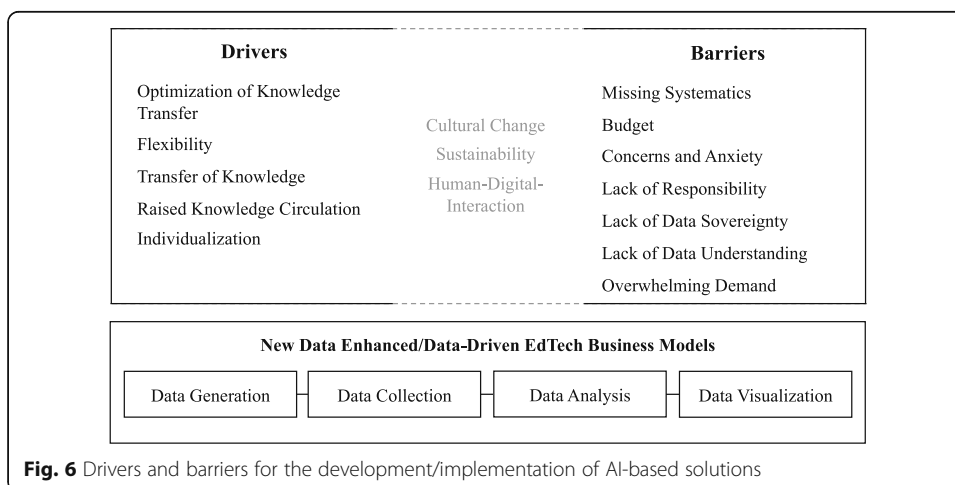 Drivers
Optimization of Knowledge
Transfer
Flexibility
Transfer of Knowledge
Raised Knowledge Circulation
Individualization
Cultural Change
Sustainability
Human-Digital-
Interaction
Barriers
Missing Systematics
Budget
Concerns and Anxiety
Lack of Responsibility
Lack of Data Sovereignty
Lack of Data Understanding
Overwhelming Demand
New Data Enhanced/Data-Driven EdTech Business Models
Data Generation
Data Collection
Data Analysis
Data Visualization
Fig. 6 Drivers and barriers for the development/implementation of AI-based solutions